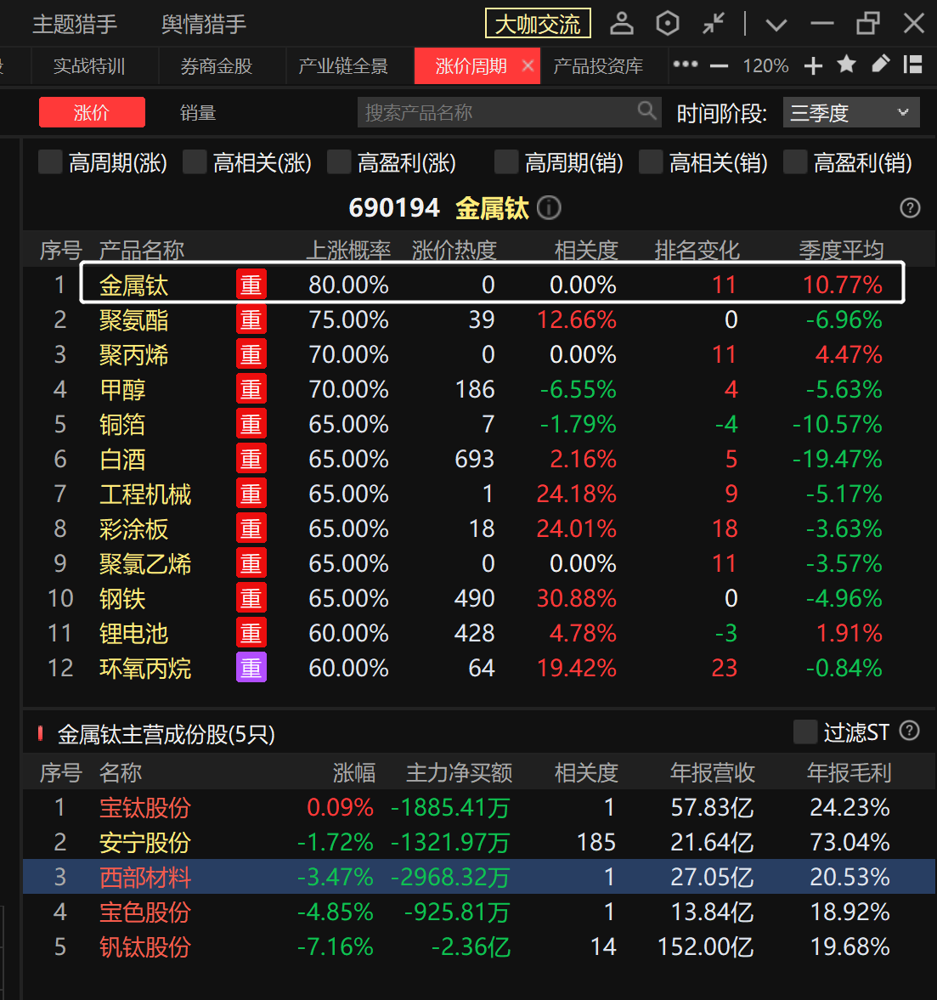 主题猎手 舆情猎手 大咖交流
实战特训 券商金股 产业链全景 涨价周期 × 产品投资库 ••• 120%
涨价 销量 搜索产品名称 时间阶段: 三季度
高周期(涨) 高相关(涨) 高盈利(涨) 高周期(销) 高相关(销) 高盈利(销)
690194 金属钛
序号 产品名称 上涨概率 涨价热度 相关度 排名变化 季度平均
1 金属钛 重 80.00% 0 0.00% 11 10.77%
2 聚氨酯 重 75.00% 39 12.66% 0 -6.96%
3 聚丙烯 重 70.00% 0 0.00% 11 4.47%
4 甲醇 重 70.00% 186 -6.55% 4 -5.63%
5 铜箔 重 65.00% 7 -1.79% -4 -10.57%
6 白酒 重 65.00% 693 2.16% 5 -19.47%
7 工程机械 重 65.00% 1 24.18% 9 -5.17%
8 彩涂板 重 65.00% 18 24.01% 18 -3.63%
9 聚氯乙烯 重 65.00% 0 0.00% 11 -3.57%
10 钢铁 重 65.00% 490 30.88% 0 -4.96%
11 锂电池 重 60.00% 428 4.78% -3 1.91%
12 环氧丙烷 重 60.00% 64 19.42% 23 -0.84%
金属钛主营成份股(5只) 过滤ST
序号 名称 涨幅 主力净买额 相关度 年报营收 年报毛利
1 宝钛股份 0.09% -1885.41万 1 57.83亿 24.23%
2 安宁股份 -1.72% -1321.97万 185 21.64亿 73.04%
3 西部材料 -3.47% -2968.32万 1 27.05亿 20.53%
4 宝色股份 -4.85% -925.81万 1 13.84亿 18.92%
5 钒钛股份 -7.16% -2.36亿 14 152.00亿 19.68%